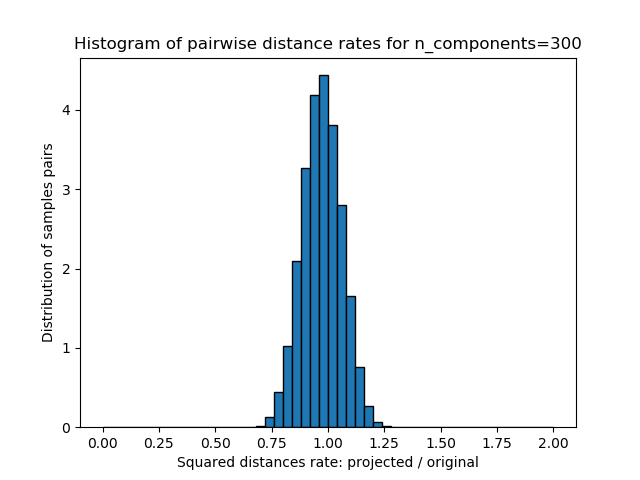 Histogram of pairwise distance rates for n_components=300
Distribution of samples pairs
4
3
2
1
0
0.00 0.25 0.50 0.75 1.00 1.25 1.50 1.75 2.00
Squared distances rate: projected / original